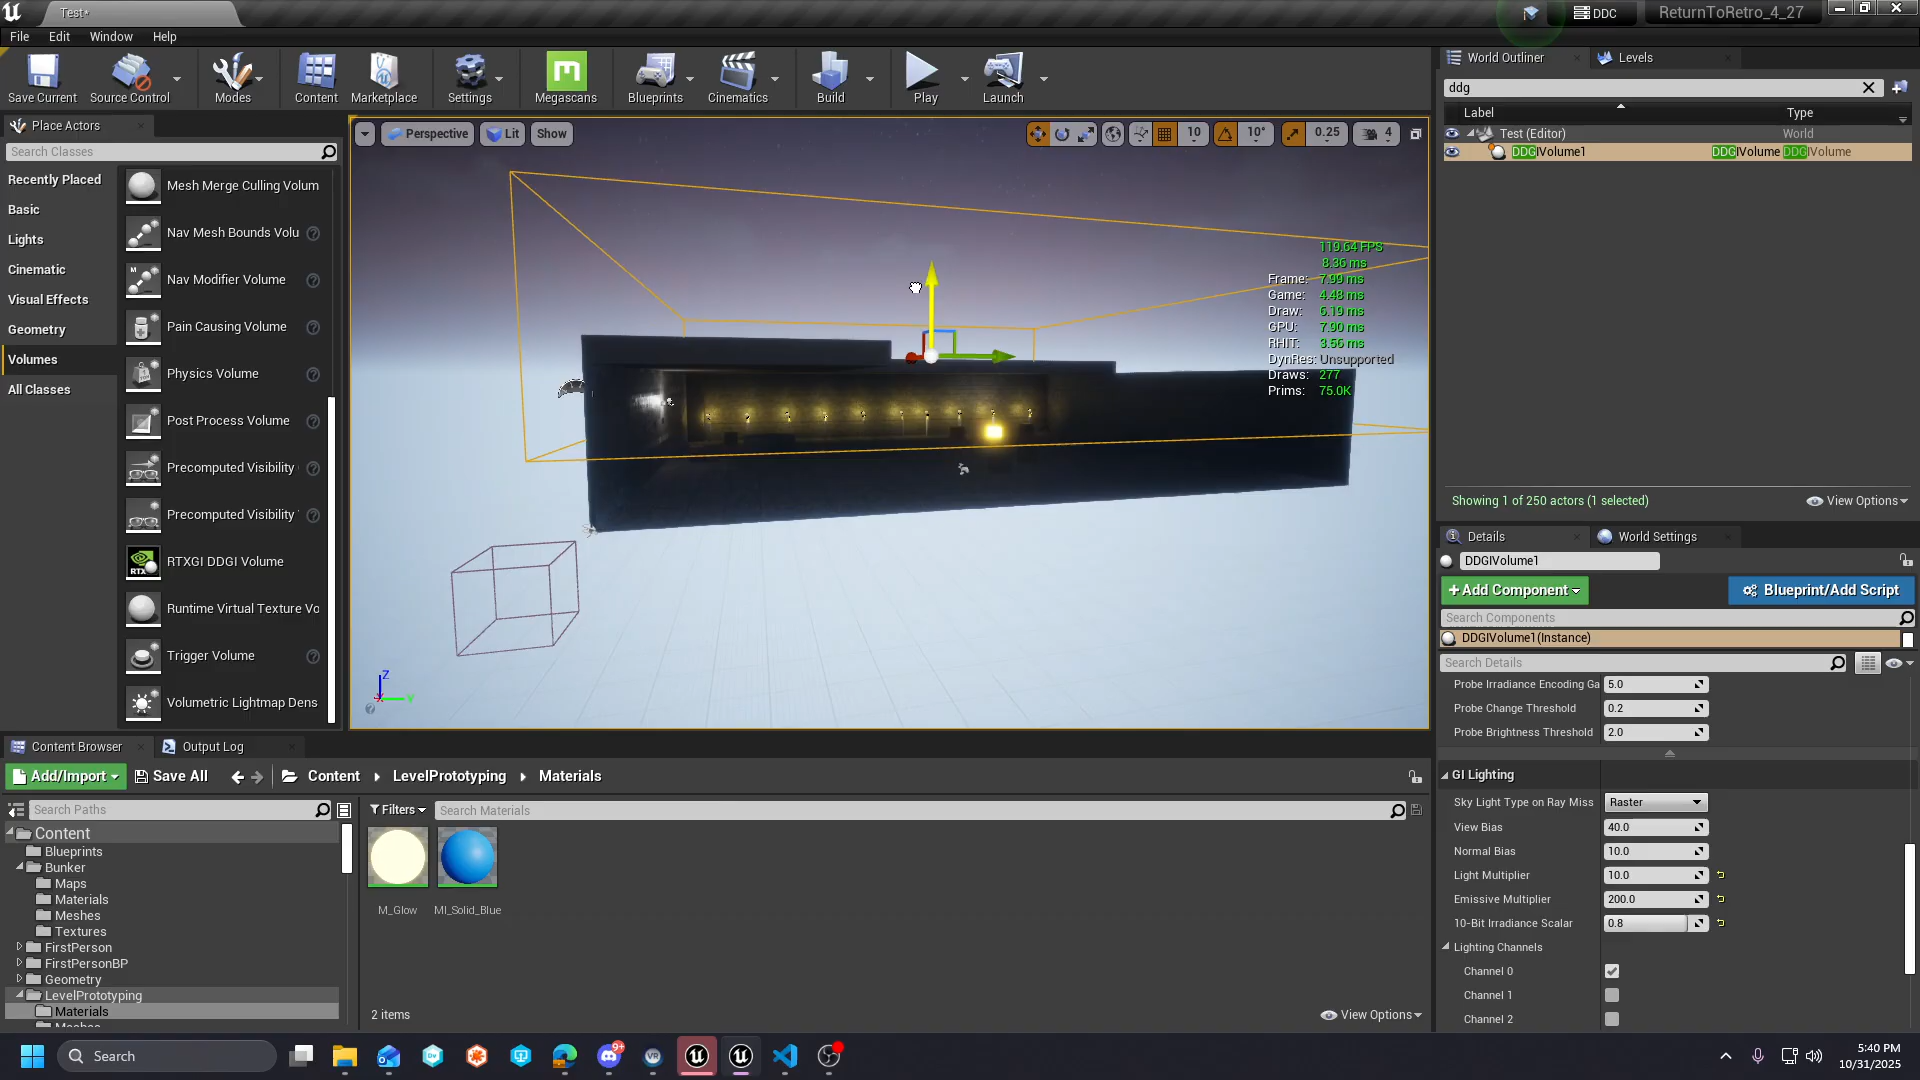 Test*
DDC
ReturnToRetro_4_27
File
Edit
Window
Help
Save Current
Source Control
Modes
Content
Marketplace
Settings
Megascans
Blueprints
Cinematics
Build
Play
Launch
Place Actors
Search Classes
Recently Placed
Basic
Lights
Cinematic
Visual Effects
Geometry
Volumes
All Classes
Mesh Merge Culling Volum
Nav Mesh Bounds Volu
Nav Modifier Volume
Pain Causing Volume
Physics Volume
Post Process Volume
Precomputed Visibility
Precomputed Visibility
RTXGI DDGI Volume
Runtime Virtual Texture Vo
Trigger Volume
Volumetric Lightmap Dens
Perspective
Lit
Show
10
10°
0.25
4
119.64 FPS
8.36 ms
Frame: 7.99 ms
Game: 4.48 ms
Draw: 6.19 ms
GPU: 7.90 ms
RHIT: 3.56 ms
DynRes: Unsupported
Draws: 277
Prims: 75.0K
Z
Y
World Outliner
Levels
ddg
Label
Type
Test (Editor)
World
DDGIVolume1
DDGIVolume DDGIVolume
Showing 1 of 250 actors (1 selected)
View Options
Details
World Settings
DDGIVolume1
+Add Component
Blueprint/Add Script
Search Components
DDGIVolume1(Instance)
Search Details
Probe Irradiance Encoding Ga
5.0
Probe Change Threshold
0.2
Probe Brightness Threshold
2.0
GI Lighting
Sky Light Type on Ray Miss
Raster
View Bias
40.0
Normal Bias
10.0
Light Multiplier
10.0
Emissive Multiplier
200.0
10-Bit Irradiance Scalar
0.8
Lighting Channels
Channel 0
Channel 1
Channel 2
Content Browser
Output Log
Add/Import
Save All
Content
LevelPrototyping
Materials
Search Paths
Filters
Search Materials
Content
Blueprints
Bunker
Maps
Materials
Meshes
Textures
FirstPerson
FirstPersonBP
Geometry
LevelPrototyping
Materials
Meshes
M_Glow
MI_Solid_Blue
2 items
View Options
Search
9+
VR
5:40 PM
10/31/2025